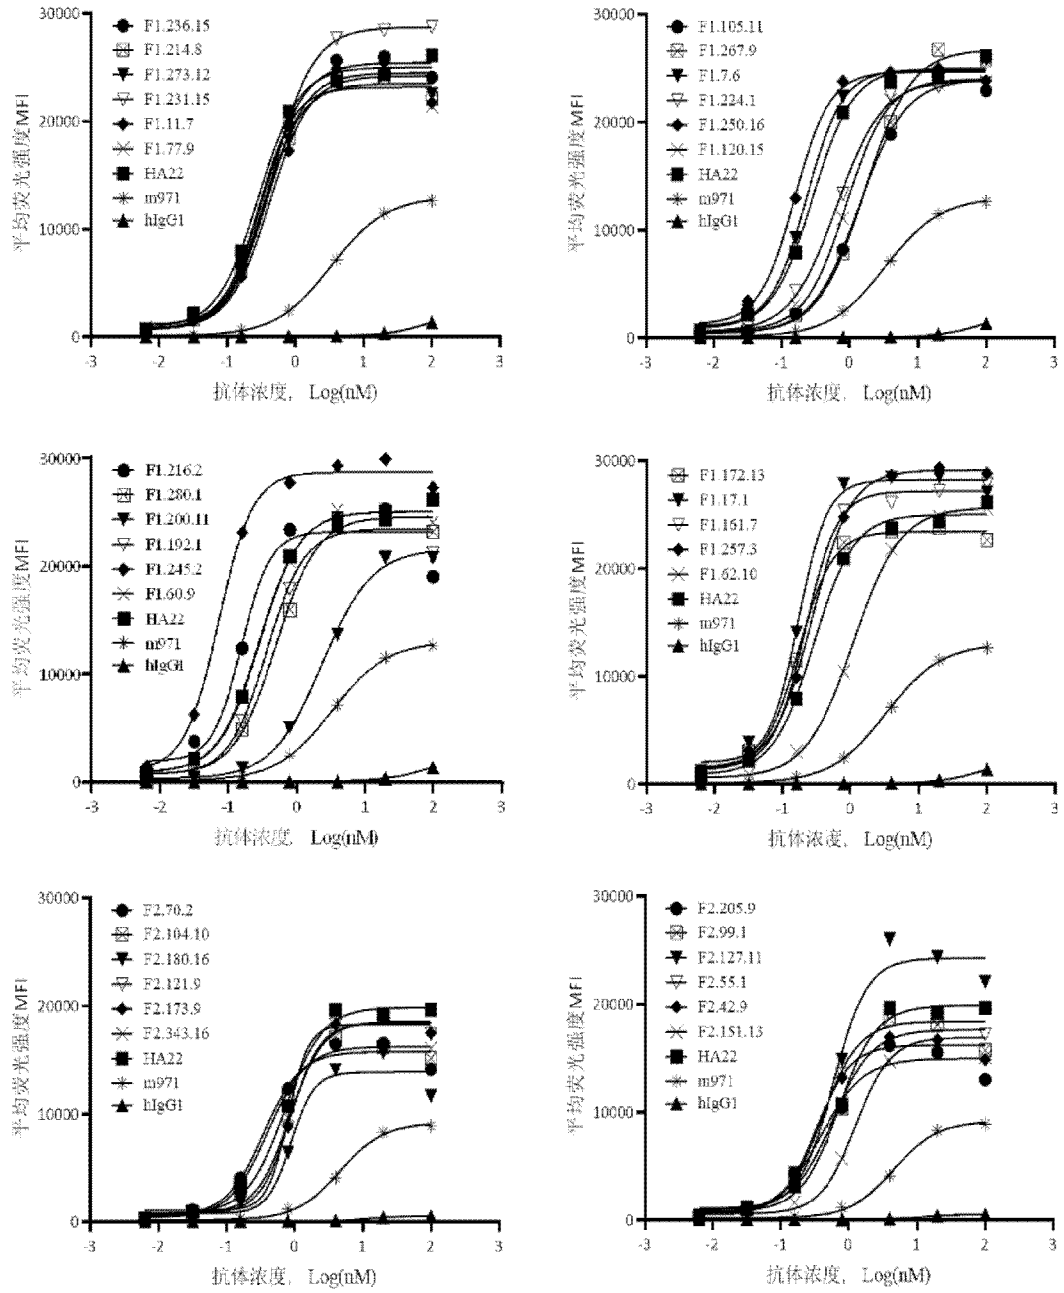 30000
20000
10000
0
平均荧光强度MFI
F1.236.15
F1.214.8
F1.273.12
F1.231.15
F1.11.7
F1.77.9
HA22
m971
hIgG1
-3 -2 -1 0 1 2 3
抗体浓度, Log(nM)
30000
20000
10000
0
平均荧光强度MFI
F1.105.11
F1.267.9
F1.7.6
F1.224.1
F1.250.16
F1.120.15
HA22
m971
hIgG1
-3 -2 -1 0 1 2 3
抗体浓度, Log(nM)
30000
20000
10000
0
平均荧光强度MFI
F1.216.2
F1.280.1
F1.200.11
F1.192.1
F1.245.2
F1.60.9
HA22
m971
hIgG1
-3 -2 -1 0 1 2 3
抗体浓度, Log(nM)
30000
20000
10000
0
平均荧光强度MFI
F1.172.13
F1.17.1
F1.161.7
F1.257.3
F1.62.10
HA22
m971
hIgG1
-3 -2 -1 0 1 2 3
抗体浓度, Log(nM)
30000
20000
10000
0
平均荧光强度MFI
F2.70.2
F2.104.10
F2.180.16
F2.121.9
F2.173.9
F2.343.16
HA22
m971
hIgG1
-3 -2 -1 0 1 2 3
抗体浓度, Log(nM)
30000
20000
10000
0
平均荧光强度MFI
F2.205.9
F2.99.1
F2.127.11
F2.55.1
F2.42.9
F2.151.13
HA22
m971
hIgG1
-3 -2 -1 0 1 2 3
抗体浓度, Log(nM)